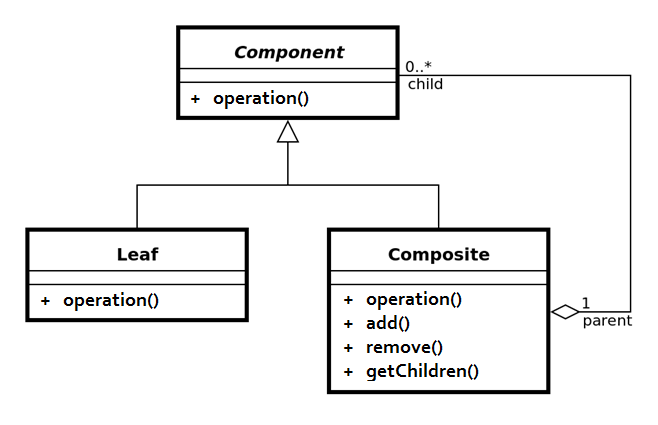 Component
+ operation()
0..*
child
Leaf
+ operation()
Composite
+ operation()
+ add()
+ remove()
+ getChildren()
1
parent